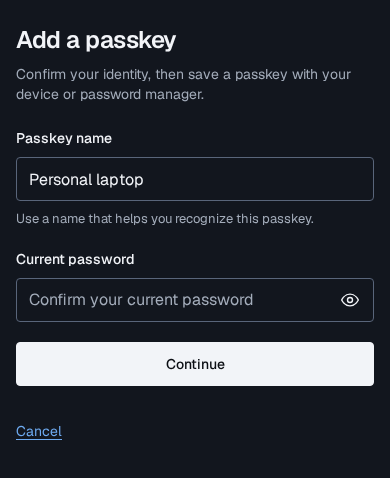 Add a passkey
Confirm your identity, then save a passkey with your
device or password manager.
Passkey name
Personal laptop
Use a name that helps you recognize this passkey.
Current password
Confirm your current password
Continue
Cancel